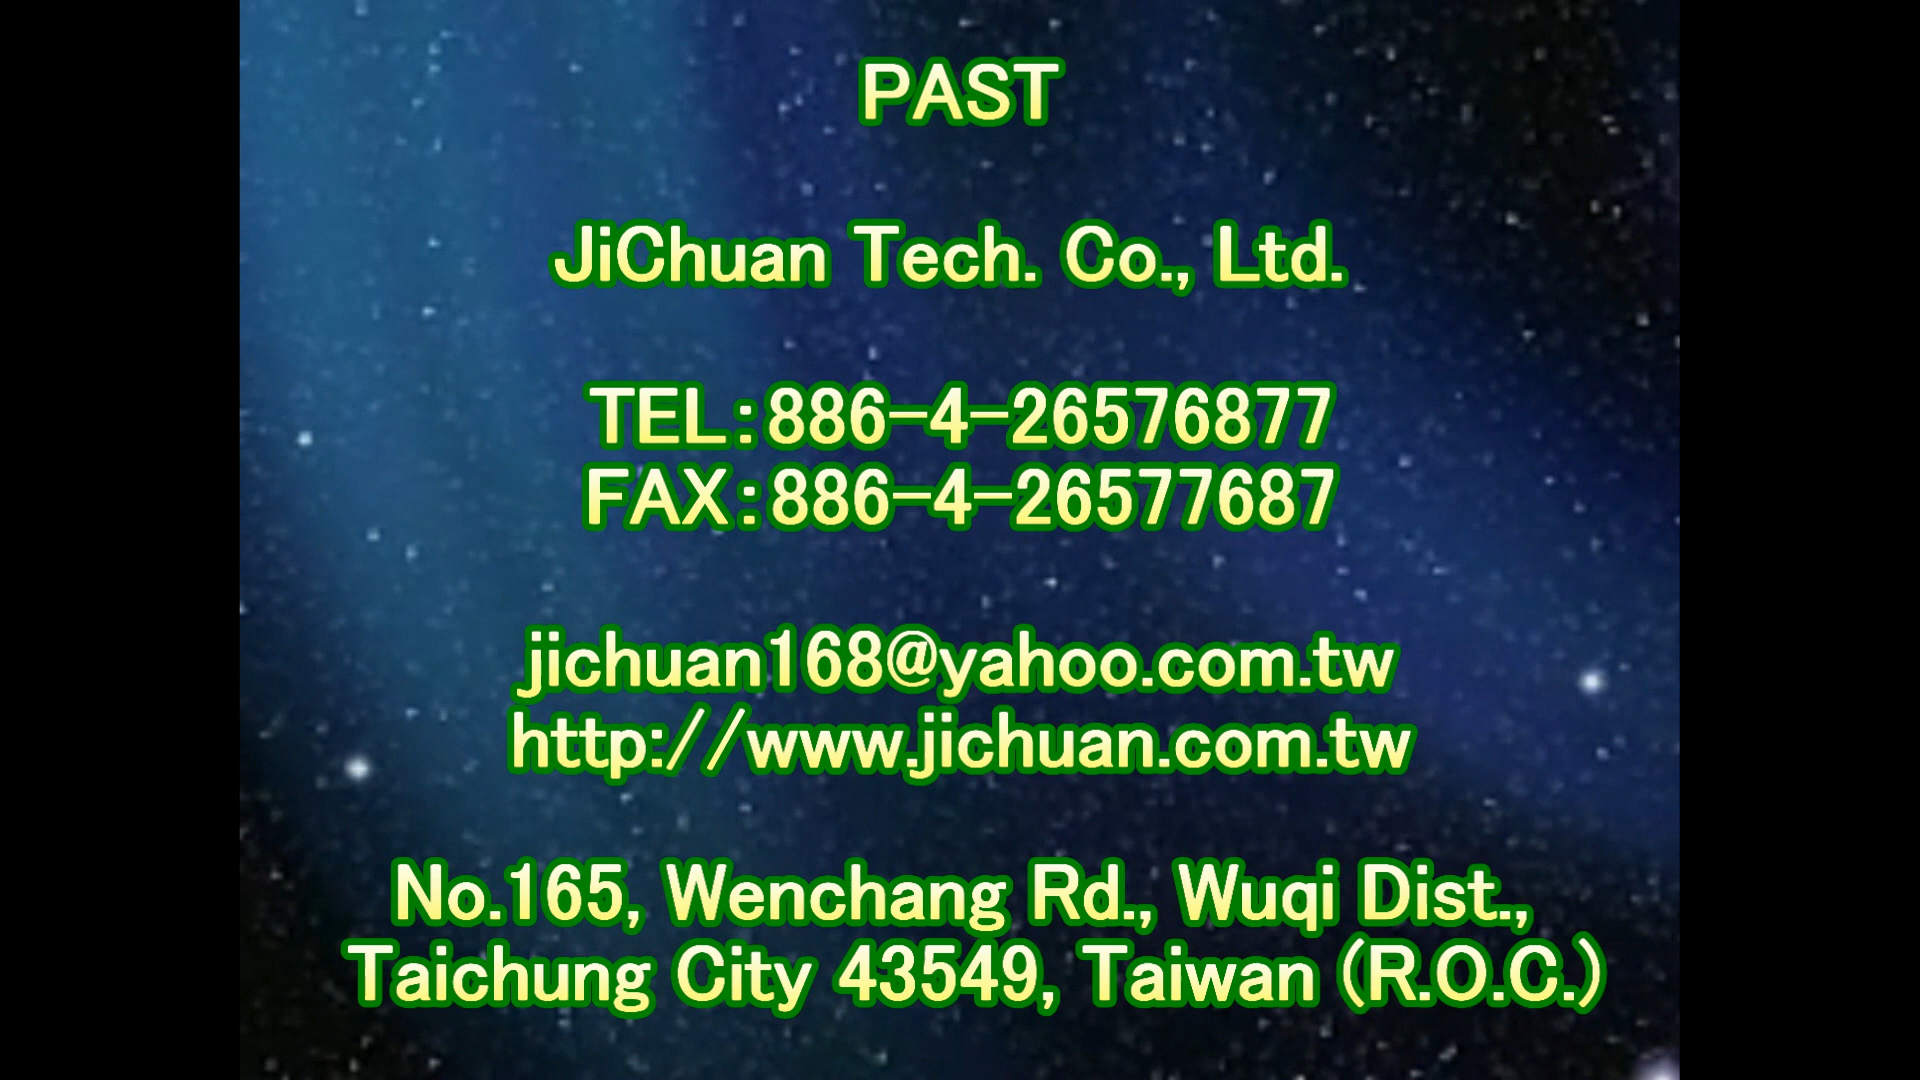 PAST
JiChuan Tech. Co., Ltd.
TEL:886-4-26576877
FAX:886-4-26577687
jichuan168@yahoo.com.tw
http://www.jichuan.com.tw
No.165, Wenchang Rd., Wuqi Dist.,
Taichung City 43549, Taiwan (R.O.C.)